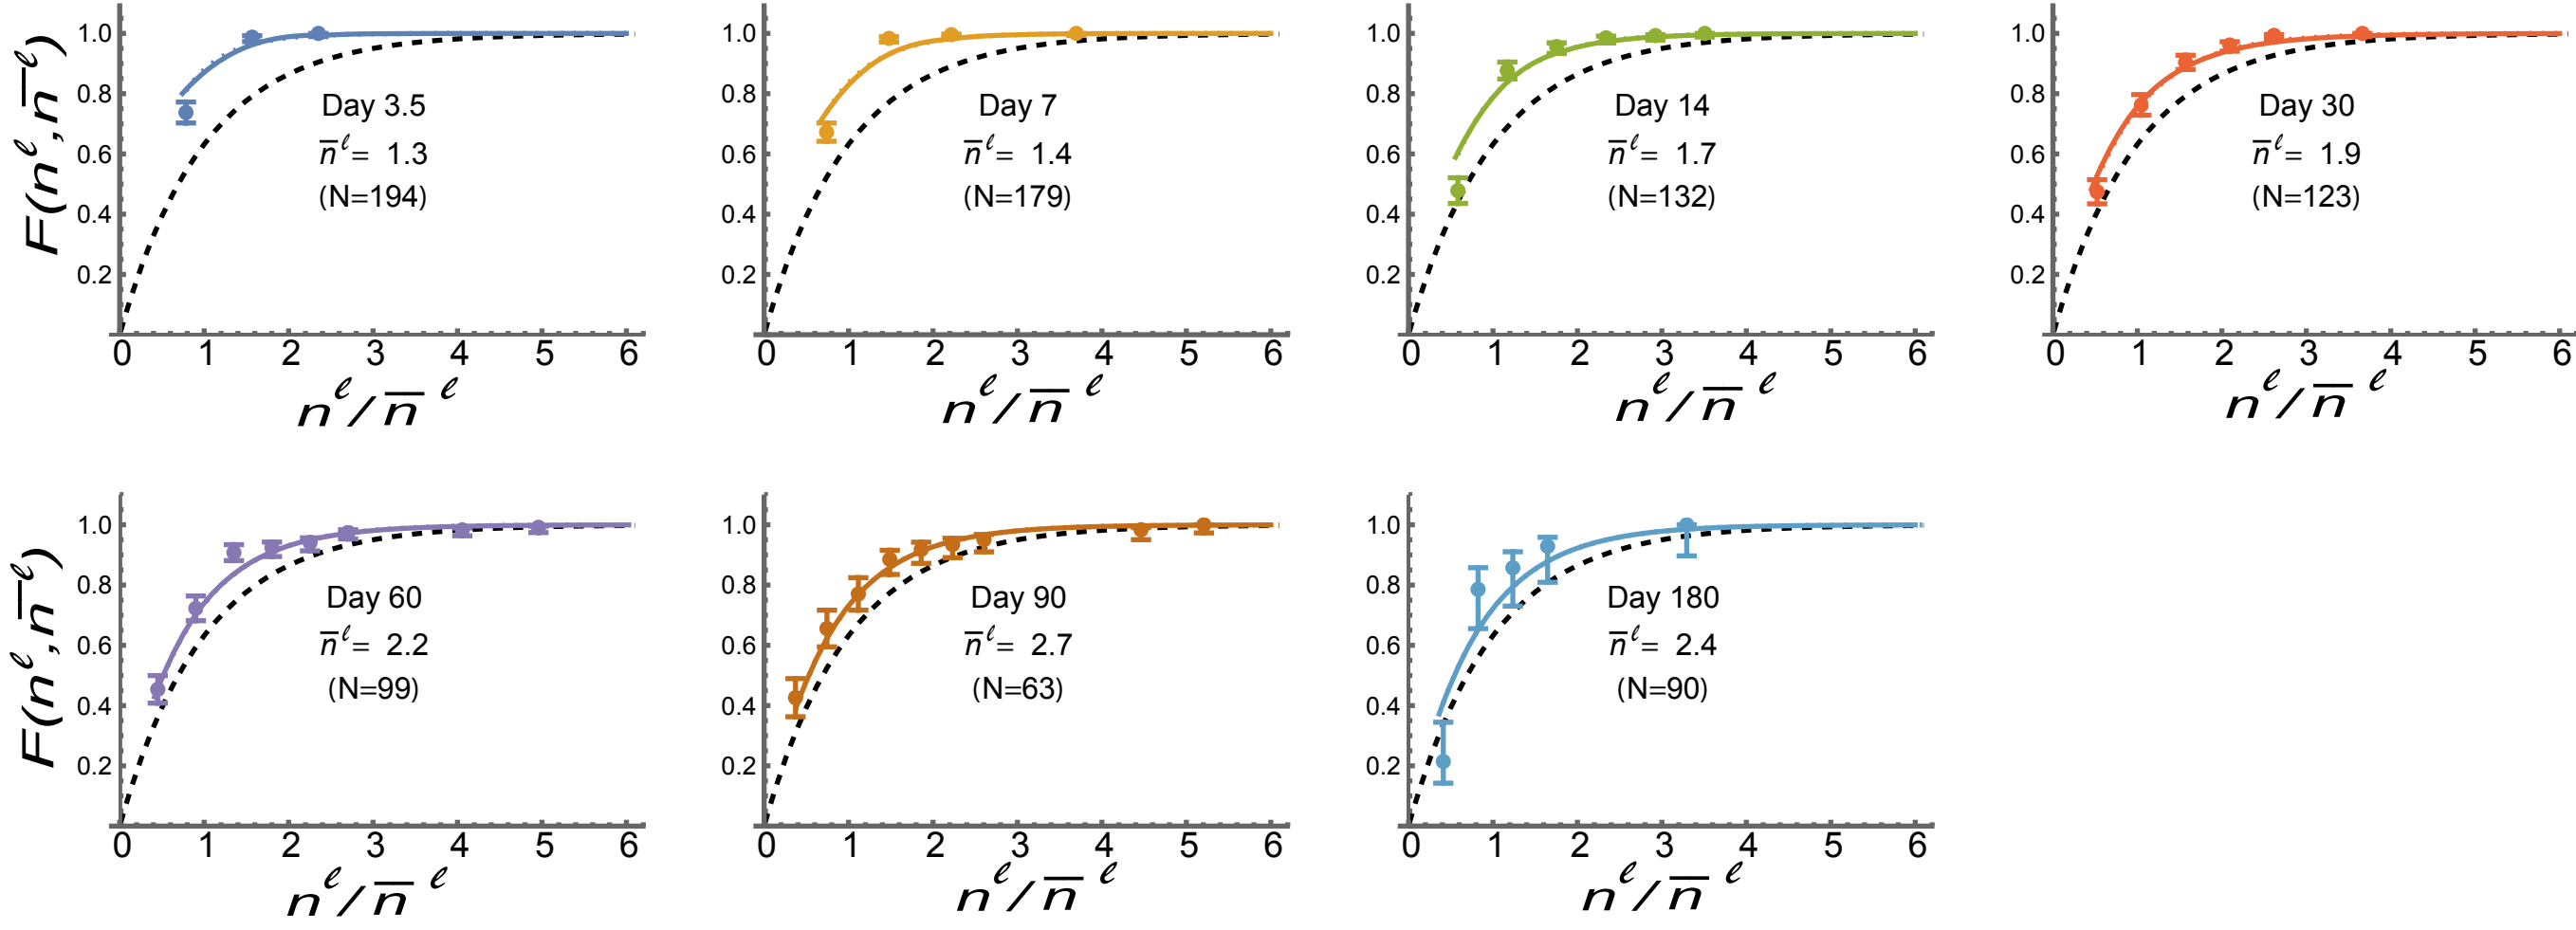 F(n^ℓ, n̅^ℓ)
1.0
0.8
0.6
0.4
0.2
Day 3.5
n̅^ℓ= 1.3
(N=194)
0 1 2 3 4 5 6
n^ℓ/n̅^ℓ
1.0
0.8
0.6
0.4
0.2
Day 7
n̅^ℓ= 1.4
(N=179)
0 1 2 3 4 5 6
n^ℓ/n̅^ℓ
1.0
0.8
0.6
0.4
0.2
Day 14
n̅^ℓ= 1.7
(N=132)
0 1 2 3 4 5 6
n^ℓ/n̅^ℓ
1.0
0.8
0.6
0.4
0.2
Day 30
n̅^ℓ= 1.9
(N=123)
0 1 2 3 4 5 6
n^ℓ/n̅^ℓ
F(n^ℓ, n̅^ℓ)
1.0
0.8
0.6
0.4
0.2
Day 60
n̅^ℓ= 2.2
(N=99)
0 1 2 3 4 5 6
n^ℓ/n̅^ℓ
1.0
0.8
0.6
0.4
0.2
Day 90
n̅^ℓ= 2.7
(N=63)
0 1 2 3 4 5 6
n^ℓ/n̅^ℓ
1.0
0.8
0.6
0.4
0.2
Day 180
n̅^ℓ= 2.4
(N=90)
0 1 2 3 4 5 6
n^ℓ/n̅^ℓ